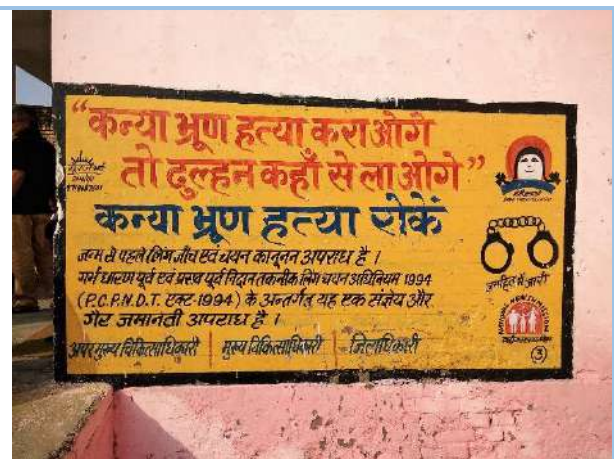 “कन्या भ्रूण हत्या कराओगे
तो दुल्हन कहाँ से लाओगे”
कन्या भ्रूण हत्या रोकें
जन्म से पहले लिंग जाँच एवं चयन कानूनन अपराध है ।
गर्भ धारण पूर्व एवं प्रसव पूर्व निदान तकनीक लिंग चयन अधिनियम 1994
(P.C.P.N.D.T. एक्ट-1994) के अन्तर्गत् यह एक संज्ञेय और
गैर जमानती अपराध है ।
अपर मुख्य चिकित्साधिकारी | मुख्य चिकित्साधिकारी | जिलाधिकारी
जनहित में जारी
NATIONAL HEALTH MISSION
3